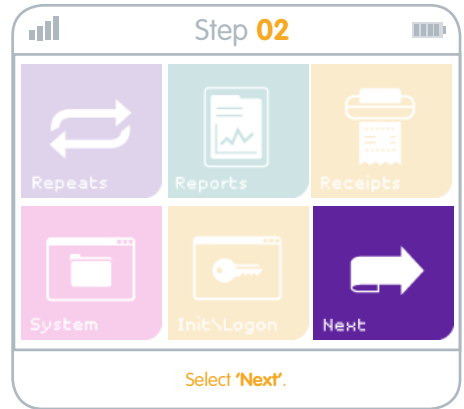 Step 02
Repeats Reports Receipts
System Init\Logon Next
Select 'Next'.